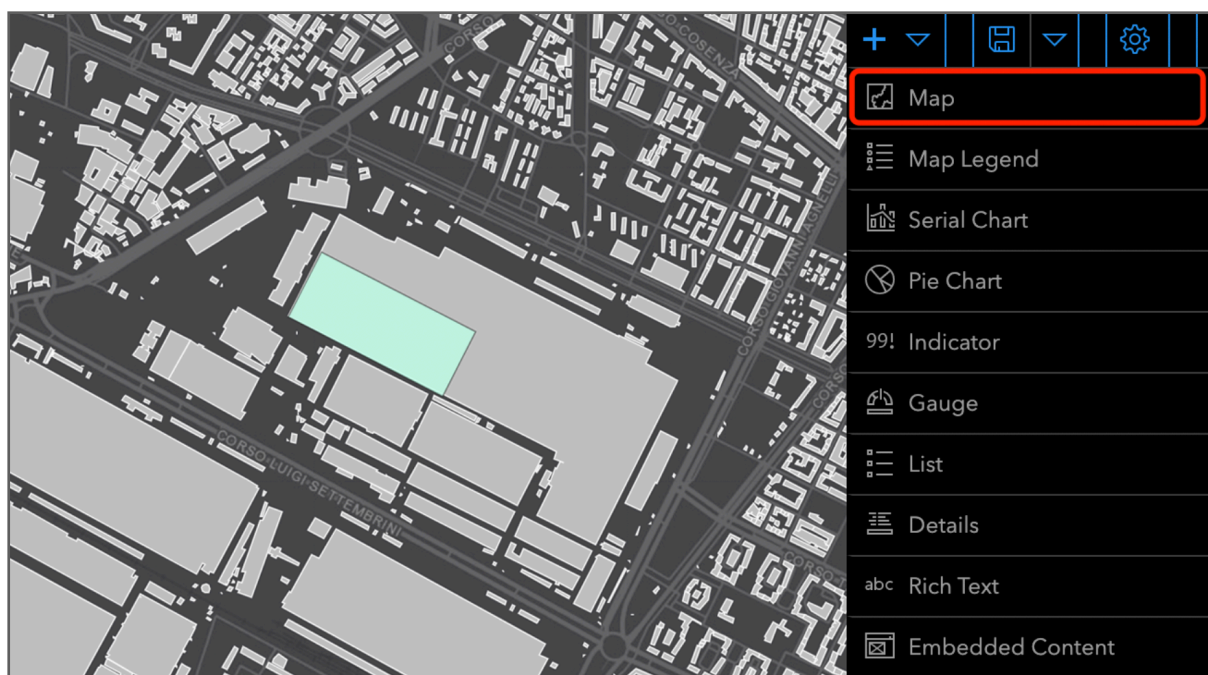 CORSO
COSENZA
Map
Map Legend
CORSO GIOVANNI AGNELLI
Serial Chart
Pie Chart
99! Indicator
CORSO
Gauge
CORSO LUIGI SETTEMBRINI
List
Details
abc Rich Text
Embedded Content